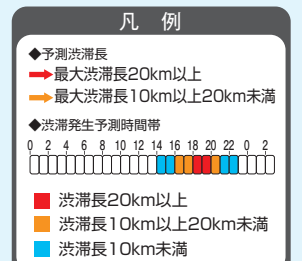 凡 例
◆予測渋滞長
最大渋滞長20km以上
最大渋滞長10km以上20km未満
◆渋滞発生予測時間帯
0 2 4 6 8 10 12 14 16 18 20 22 0 2
渋滞長20km以上
渋滞長10km以上20km未満
渋滞長10km未満